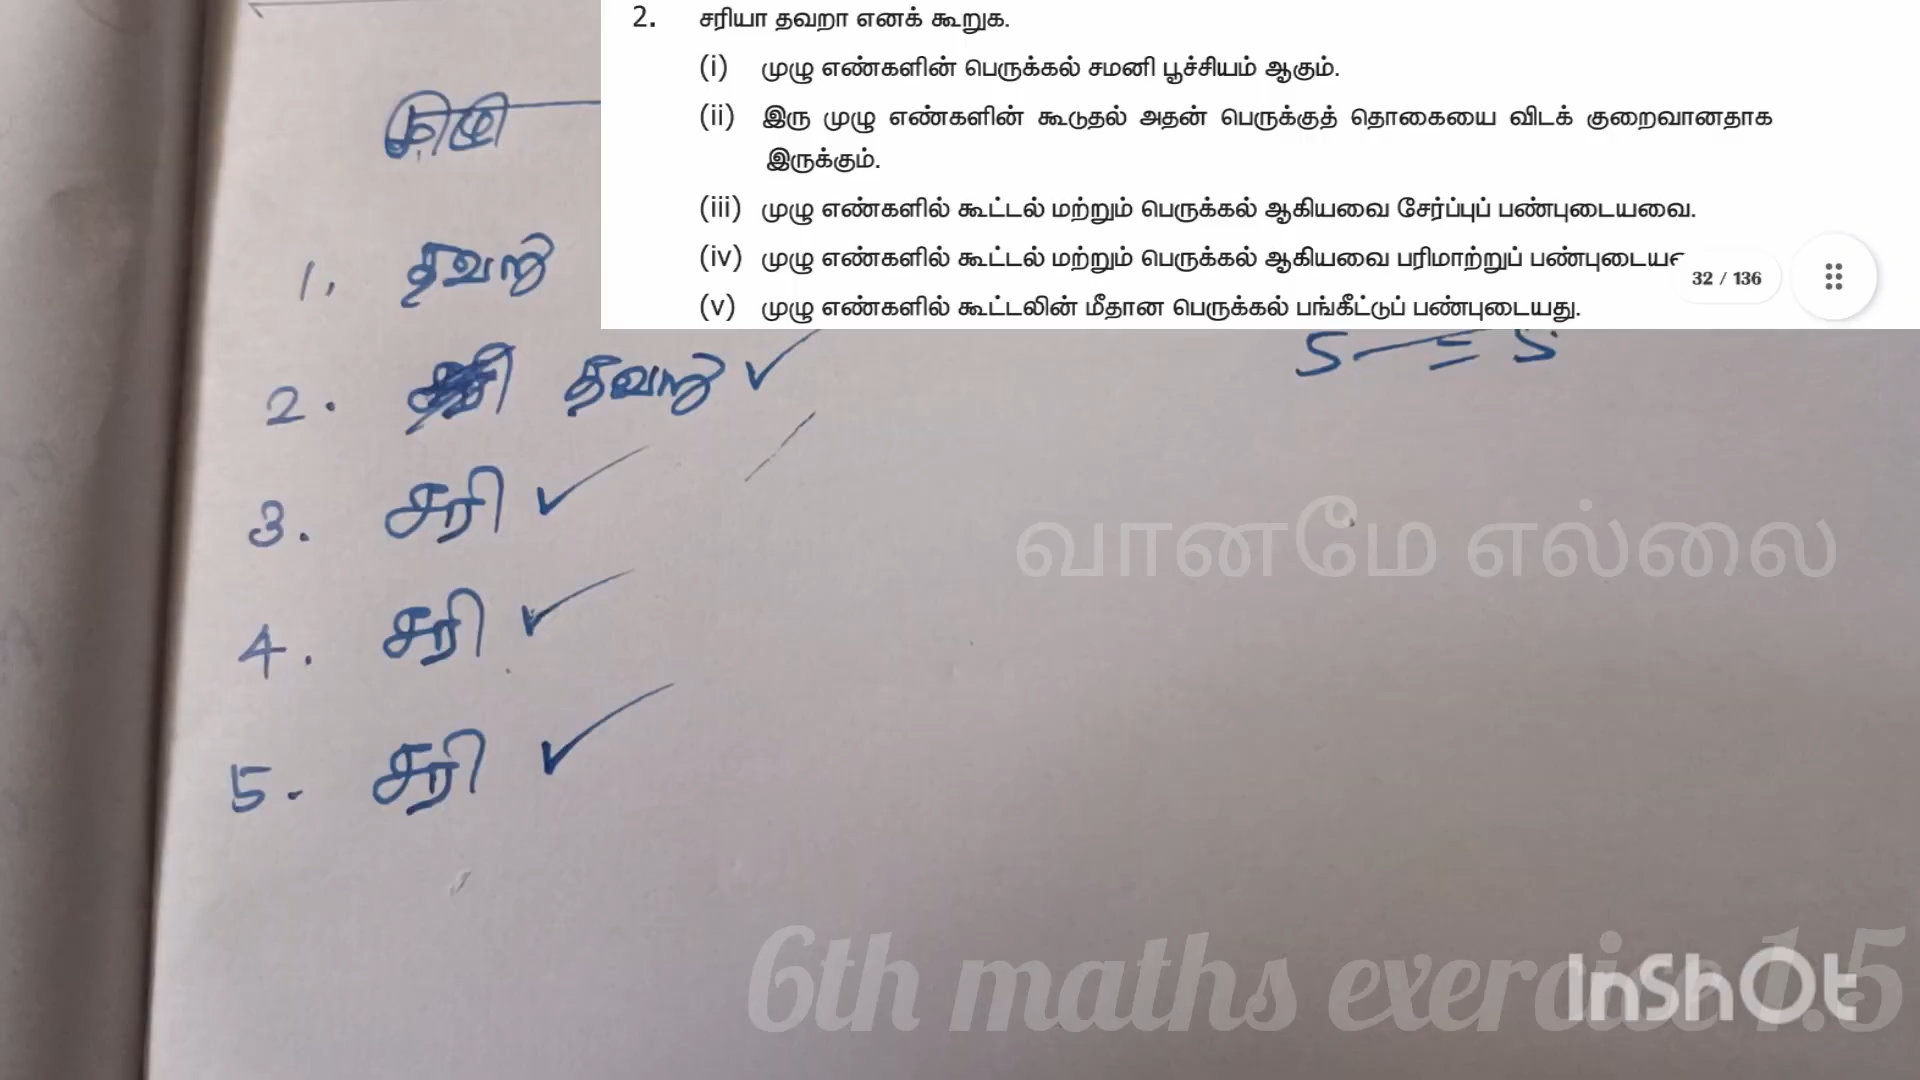 2. சரியா தவறா எனக் கூறுக.
(i) முழு எண்களின் பெருக்கல் சமனி பூச்சியம் ஆகும்.
(ii) இரு முழு எண்களின் கூடுதல் அதன் பெருக்குத் தொகையை விடக் குறைவானதாக
இருக்கும்.
(iii) முழு எண்களில் கூட்டல் மற்றும் பெருக்கல் ஆகியவை சேர்ப்புப் பண்புடையவை.
(iv) முழு எண்களில் கூட்டல் மற்றும் பெருக்கல் ஆகியவை பரிமாற்றுப்
32 / 136
(v) முழு எண்களில் கூட்டலின் மீதான பெருக்கல் பங்கீட்டுப் பண்புடையது.
1, தவறு
2. தவறு ✓
3. சரி ✓
4. சரி ✓
5. சரி ✓
வானமே எல்லை
6th maths exercise 1.5
InShOt